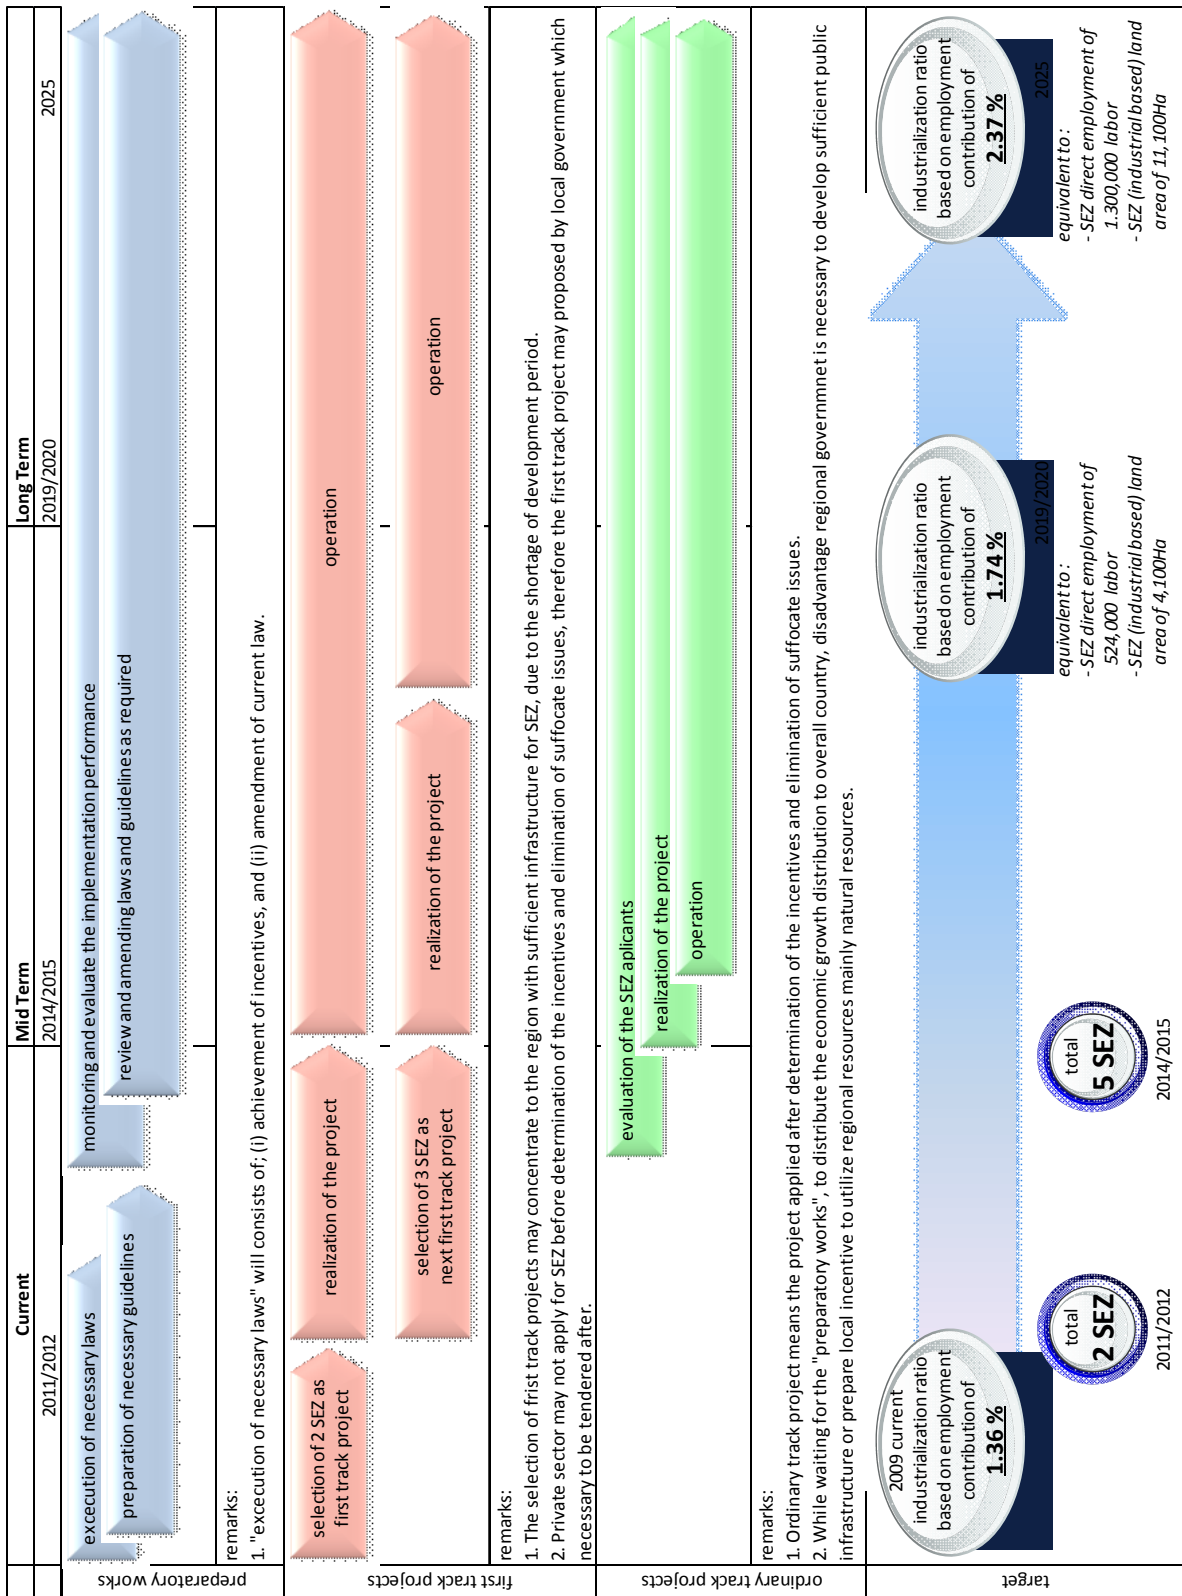 Current
Mid Term
Long Term
2011/2012
2014/2015
2019/2020
2025
preparatory works
excecution of necessary laws
preparation of necessary guidelines
monitoring and evaluate the implementation performance
review and amending laws and guidelines as required
remarks:
1. "excecution of necessary laws" will consists of; (i) achievement of incentives, and (ii) amendment of current law.
first track projects
selection of 2 SEZ as
first track project
realization of the project
operation
selection of 3 SEZ as
next first track project
realization of the project
operation
remarks:
1. The selection of frist track projects may concentrate to the region with sufficient infrastructure for SEZ, due to the shortage of development period.
2. Private sector may not apply for SEZ before determination of the incentives and elimination of suffocate issues, therefore the first track project may proposed by local government which
necessary to be tendered after.
ordinary track projects
evaluation of the SEZ aplicants
realization of the project
operation
remarks:
1. Ordinary track project means the project applied after determination of the incentives and elimination of suffocate issues.
2. While waiting for the "preparatory works", to distribute the economic growth distribution to overall country, disadvantage regional governmnet is necessary to develop sufficient public
infrastructure or prepare local incentive to utilize regional resources mainly natural resources.
target
2009 current
industrialization ratio
based on employment
contribution of
1.36 %
total
2 SEZ
2011/2012
total
5 SEZ
2014/2015
industrialization ratio
based on employment
contribution of
1.74 %
2019/2020
equivalent to :
- SEZ direct employment of
524,000 labor
- SEZ (industrial based) land
area of 4,100Ha
industrialization ratio
based on employment
contribution of
2.37 %
2025
equivalent to :
- SEZ direct employment of
1.300,000 labor
- SEZ (industrial based) land
area of 11,100Ha